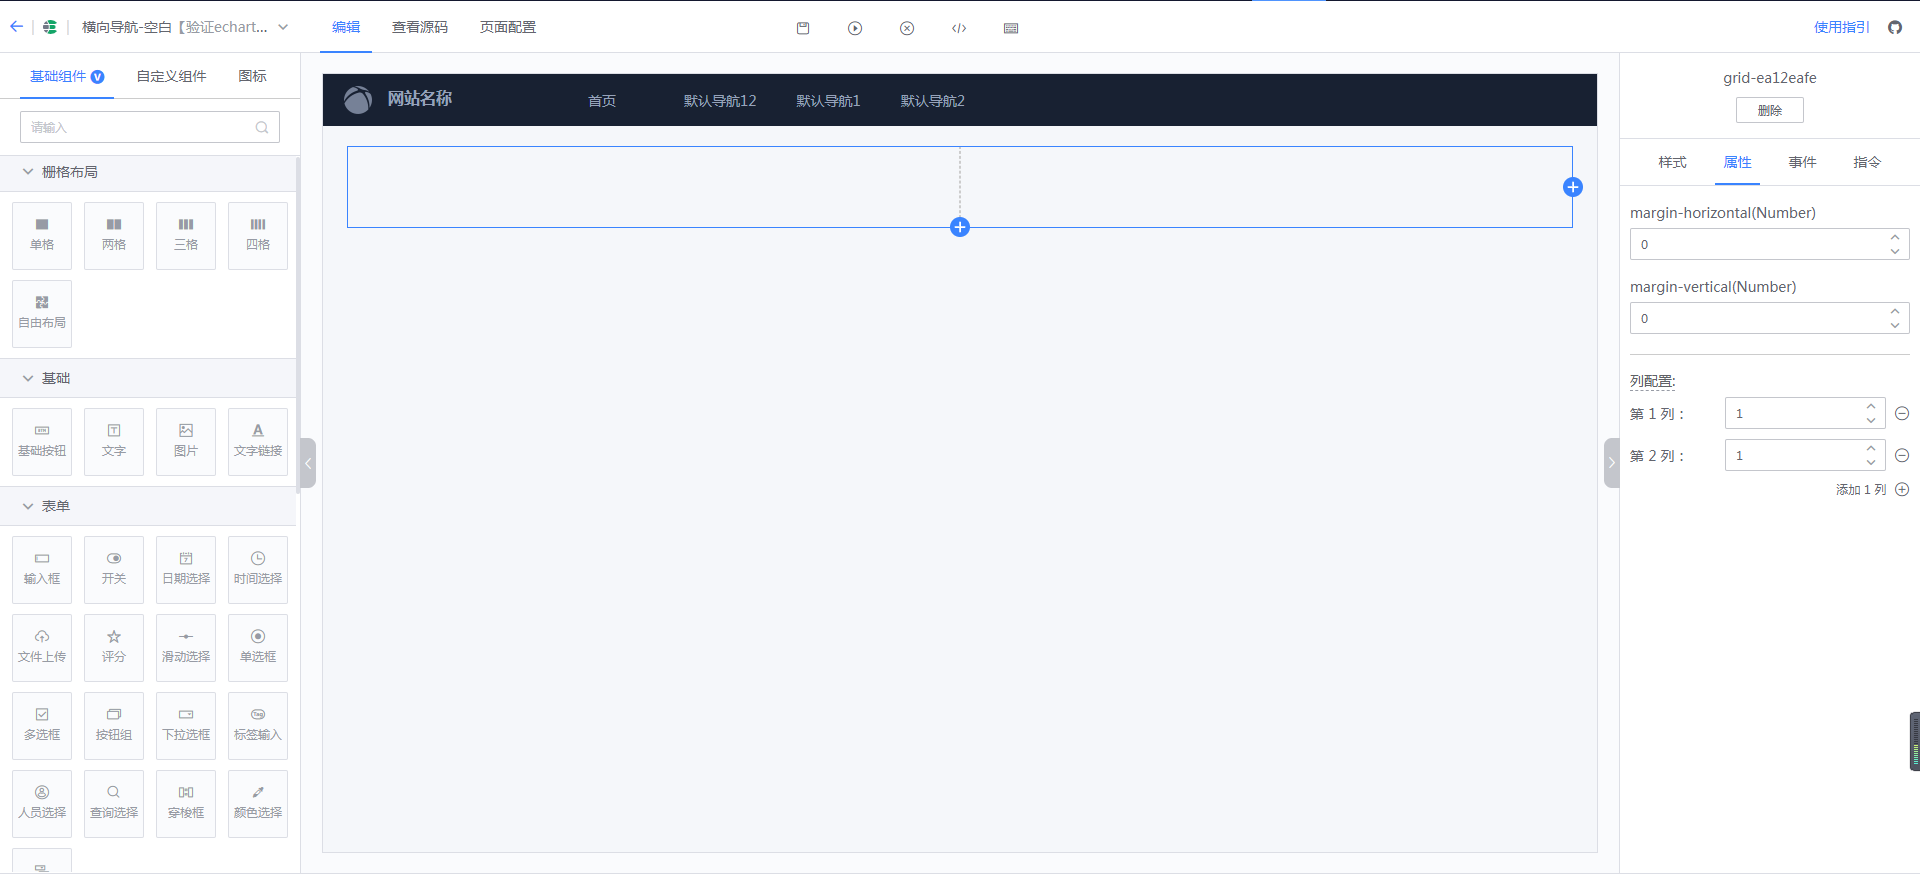 横向导航-空白【验证echart...
编辑
查看源码
页面配置
使用指引
基础组件 V
自定义组件
图标
请输入
栅格布局
单格
两格
三格
四格
自由布局
基础
基础按钮
文字
图片
文字链接
表单
输入框
开关
日期选择
时间选择
文件上传
评分
滑动选择
单选框
多选框
按钮组
下拉选框
标签输入
人员选择
查询选择
穿梭框
颜色选择
网站名称
首页
默认导航12
默认导航1
默认导航2
grid-ea12eafe
删除
样式
属性
事件
指令
margin-horizontal(Number)
0
margin-vertical(Number)
0
列配置:
第 1 列：
1
第 2 列：
1
添加 1 列